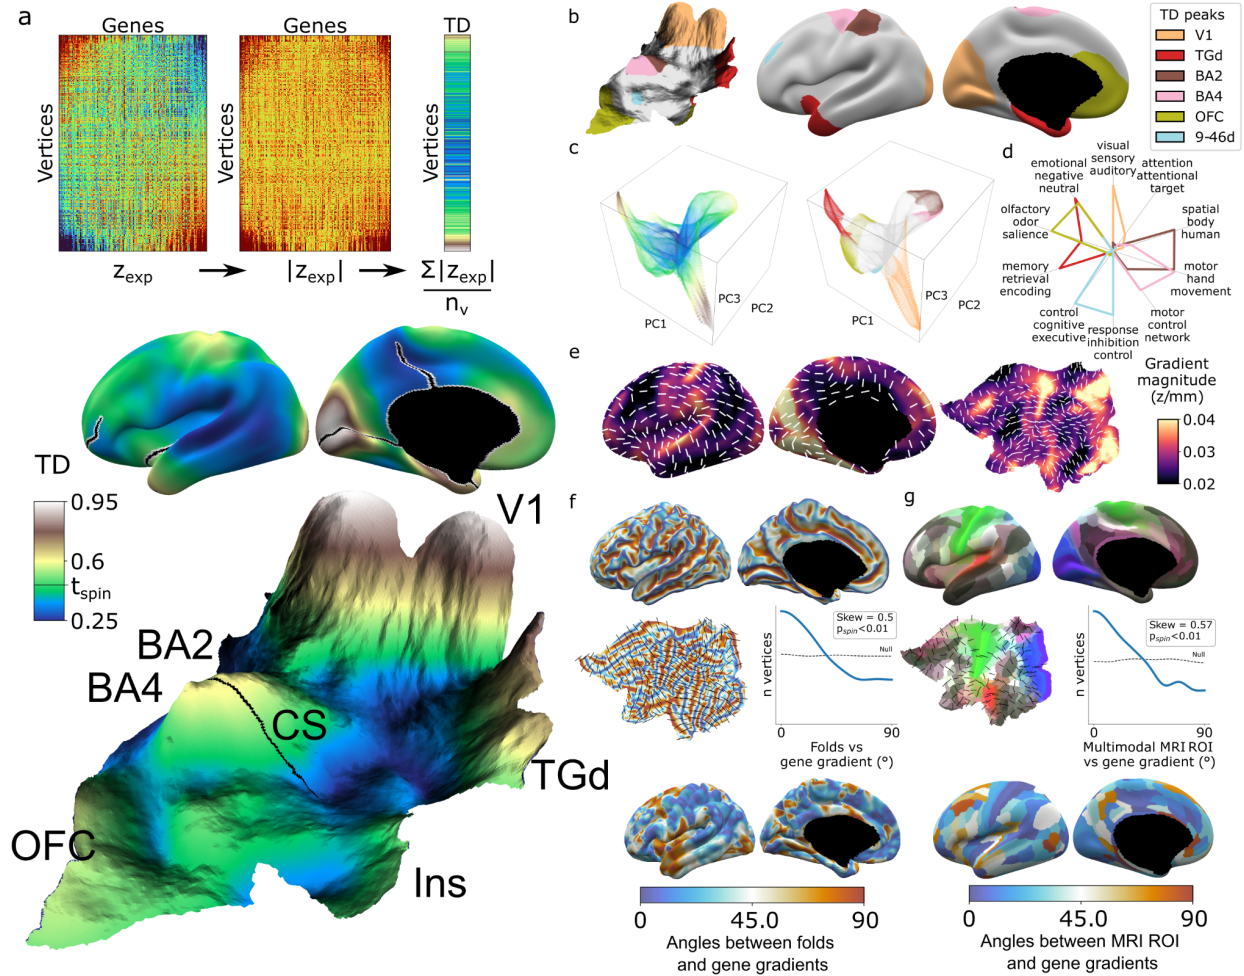 a
Genes
Genes
TD
Vertices
Vertices
z_exp
|z_exp|
Σ|z_exp|
n_v
TD
0.95
0.6
t_spin
0.25
V1
BA2
BA4
CS
TGd
OFC
Ins
b
TD peaks
V1
TGd
BA2
BA4
OFC
9-46d
c
PC1
PC3
PC2
PC1
PC3
PC2
d
visual
sensory
auditory
attention
attentional
target
spatial
body
human
motor
hand
movement
motor
control
network
response
inhibition
control
control
cognitive
executive
memory
retrieval
encoding
olfactory
odor
salience
emotional
negative
neutral
e
Gradient
magnitude
(z/mm)
0.04
0.03
0.02
f
n vertices
Skew = 0.5
p_spin<0.01
Null
0
90
Folds vs
gene gradient (°)
0
45.0
90
Angles between folds
and gene gradients
g
n vertices
Skew = 0.57
p_spin<0.01
Null
0
90
Multimodal MRI ROI
vs gene gradient (°)
0
45.0
90
Angles between MRI ROI
and gene gradients